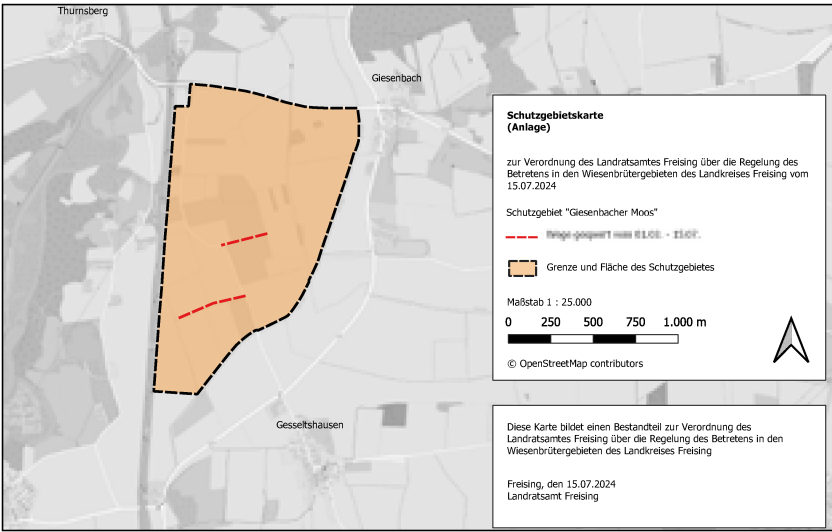 Thurnsberg
Giesenbach
Gesseltshausen
Schutzgebietskarte
(Anlage)
zur Verordnung des Landratsamtes Freising über die Regelung des
Betretens in den Wiesenbrütergebieten des Landkreises Freising vom
15.07.2024
Schutzgebiet "Giesenbacher Moos"
Grenze und Fläche des Schutzgebietes
Maßstab 1 : 25.000
0 250 500 750 1.000 m
© OpenStreetMap contributors
Diese Karte bildet einen Bestandteil zur Verordnung des
Landratsamtes Freising über die Regelung des Betretens in den
Wiesenbrütergebieten des Landkreises Freising
Freising, den 15.07.2024
Landratsamt Freising